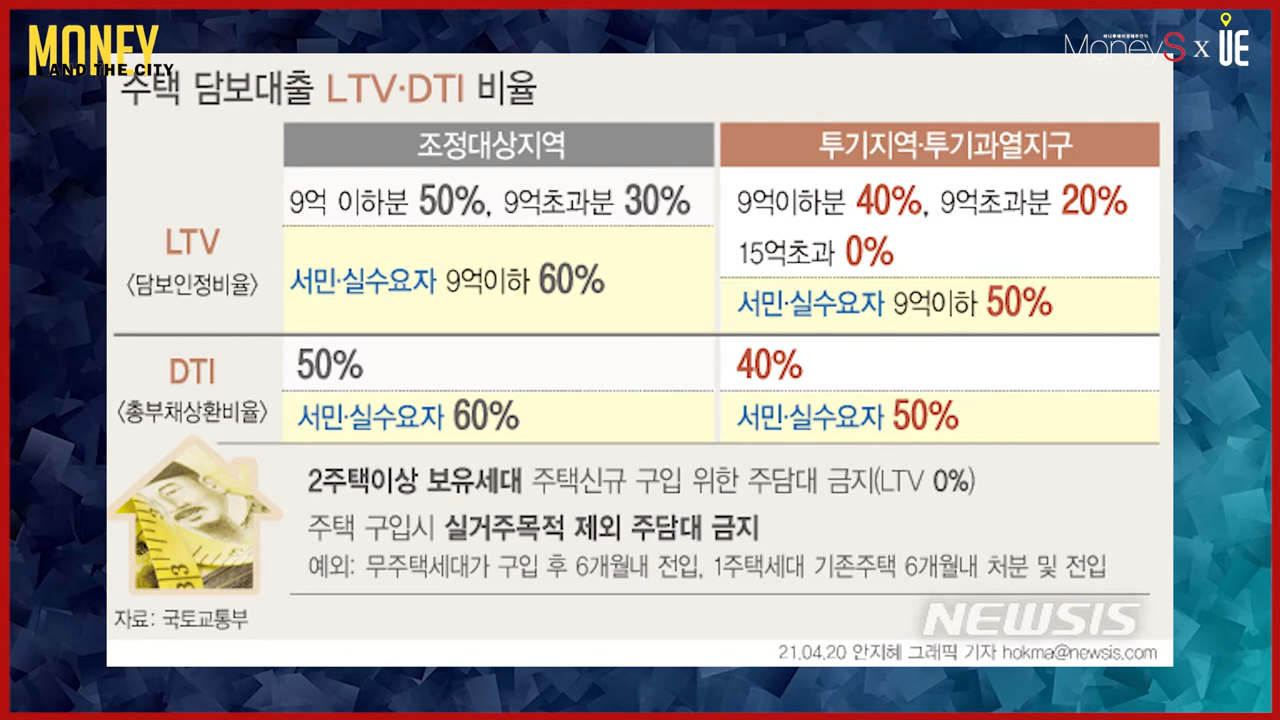 MONEY
AND THE CITY
머니투데이경제주간지
MoneyS x UE
주택 담보대출 LTV·DTI 비율
조정대상지역
투기지역·투기과열지구
LTV
〈담보인정비율〉
9억 이하분 50%, 9억초과분 30%
서민·실수요자 9억이하 60%
9억이하분 40%, 9억초과분 20%
15억초과 0%
서민·실수요자 9억이하 50%
DTI
〈총부채상환비율〉
50%
서민·실수요자 60%
40%
서민·실수요자 50%
2주택이상 보유세대 주택신규 구입 위한 주담대 금지(LTV 0%)
주택 구입시 실거주목적 제외 주담대 금지
예외: 무주택세대가 구입 후 6개월내 전입, 1주택세대 기존주택 6개월내 처분 및 전입
자료: 국토교통부
NEWSIS
21.04.20 안지혜 그래픽 기자 hokma@newsis.com